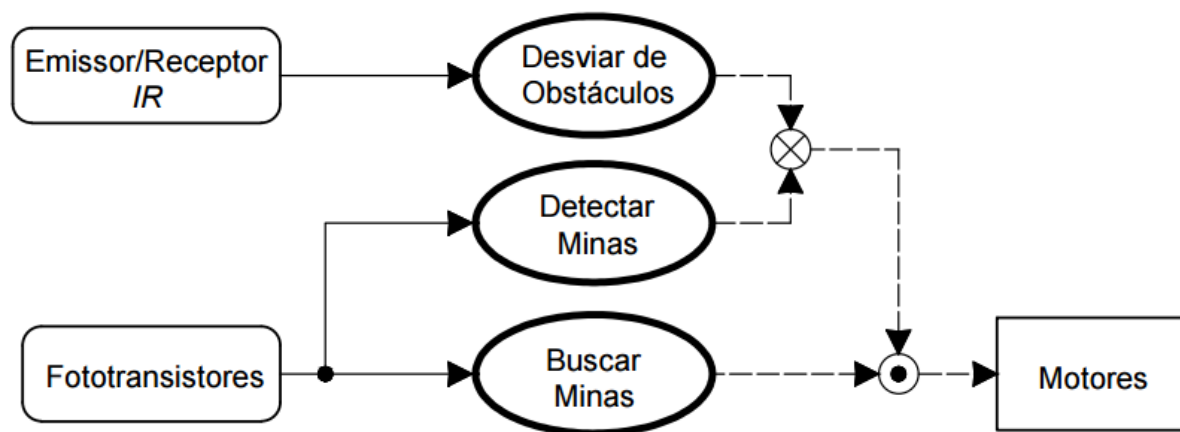 Emissor/Receptor
IR
Desviar de
Obstáculos
Detectar
Minas
Fototransistores
Buscar
Minas
Motores